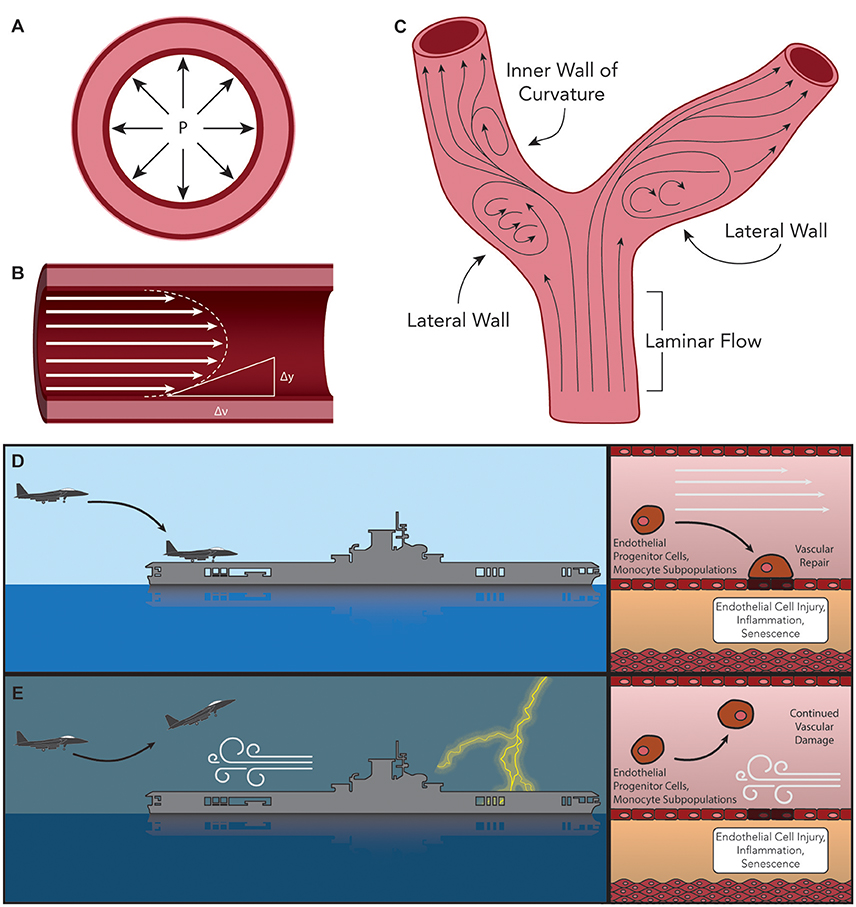 A
P
B
Δy
Δv
C
Inner Wall of
Curvature
Lateral Wall
Lateral Wall
Laminar Flow
D
Endothelial
Progenitor Cells,
Monocyte Subpopulations
Vascular
Repair
Endothelial Cell Injury,
Inflammation,
Senescence
E
Continued
Vascular
Damage
Endothelial
Progenitor Cells,
Monocyte Subpopulations
Endothelial Cell Injury,
Inflammation,
Senescence